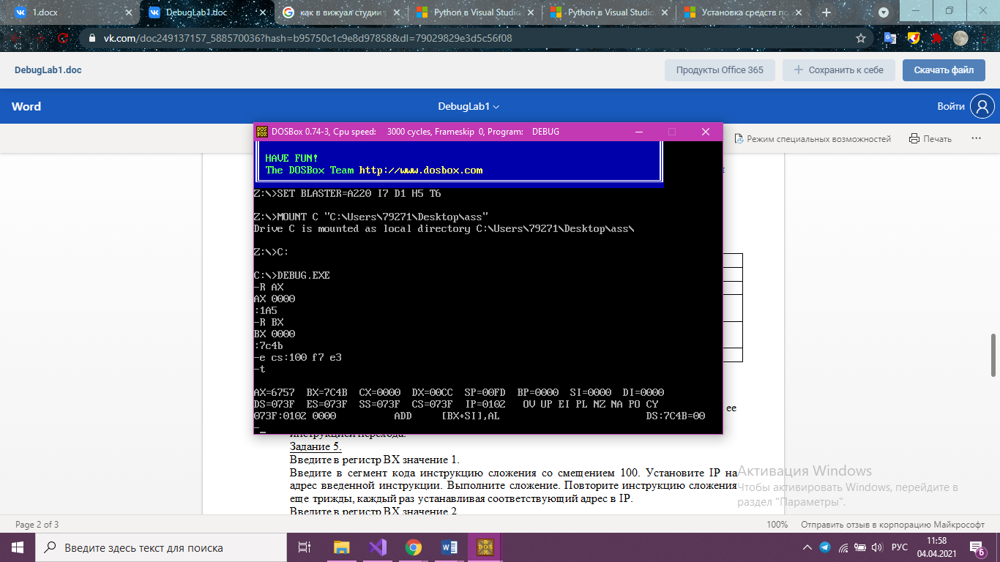 1.docx
DebugLab1.doc
как в вижуал студии
Python в Visual Studio
Python в Visual Studio
Установка средств по
vk.com/doc249137157_588570036?hash=b95750c1c9e8d97858&dl=79029829e3d5c56f08
DebugLab1.doc
Продукты Office 365
Сохранить к себе
Скачать файл
Word
DebugLab1
Войти
Режим специальных возможностей
Печать
DOSBox 0.74-3, Cpu speed: 3000 cycles, Frameskip 0, Program: DEBUG
HAVE FUN!
The DOSBox Team http://www.dosbox.com
Z:\>SET BLASTER=A220 I7 D1 H5 T6
Z:\>MOUNT C "C:\Users\79271\Desktop\ass"
Drive C is mounted as local directory C:\Users\79271\Desktop\ass\
Z:\>C:
C:\>DEBUG.EXE
-R AX
AX 0000
:1A5
-R BX
BX 0000
:7c4b
-e cs:100 f7 e3
-t
AX=6757 BX=7C4B CX=0000 DX=00CC SP=00FD BP=0000 SI=0000 DI=0000
DS=073F ES=073F SS=073F CS=073F IP=0102 OV UP EI PL NZ NA PO CY
073F:0102 0000 ADD [BX+SI],AL DS:7C4B=00
-_
ее
инструкцией перехода.
Задание 5.
Введите в регистр BX значение 1.
Введите в сегмент кода инструкцию сложения со смещением 100. Установите IP на
адрес введенной инструкции. Выполните сложение. Повторите инструкцию сложения
еще трижды, каждый раз устанавливая соответствующий адрес в IP.
Введите в регистр BX значение 2
Активация Windows
Чтобы активировать Windows, перейдите в
раздел "Параметры".
Page 2 of 3
100%
Отправить отзыв в корпорацию Майкрософт
Введите здесь текст для поиска
РУС
11:58
04.04.2021
6